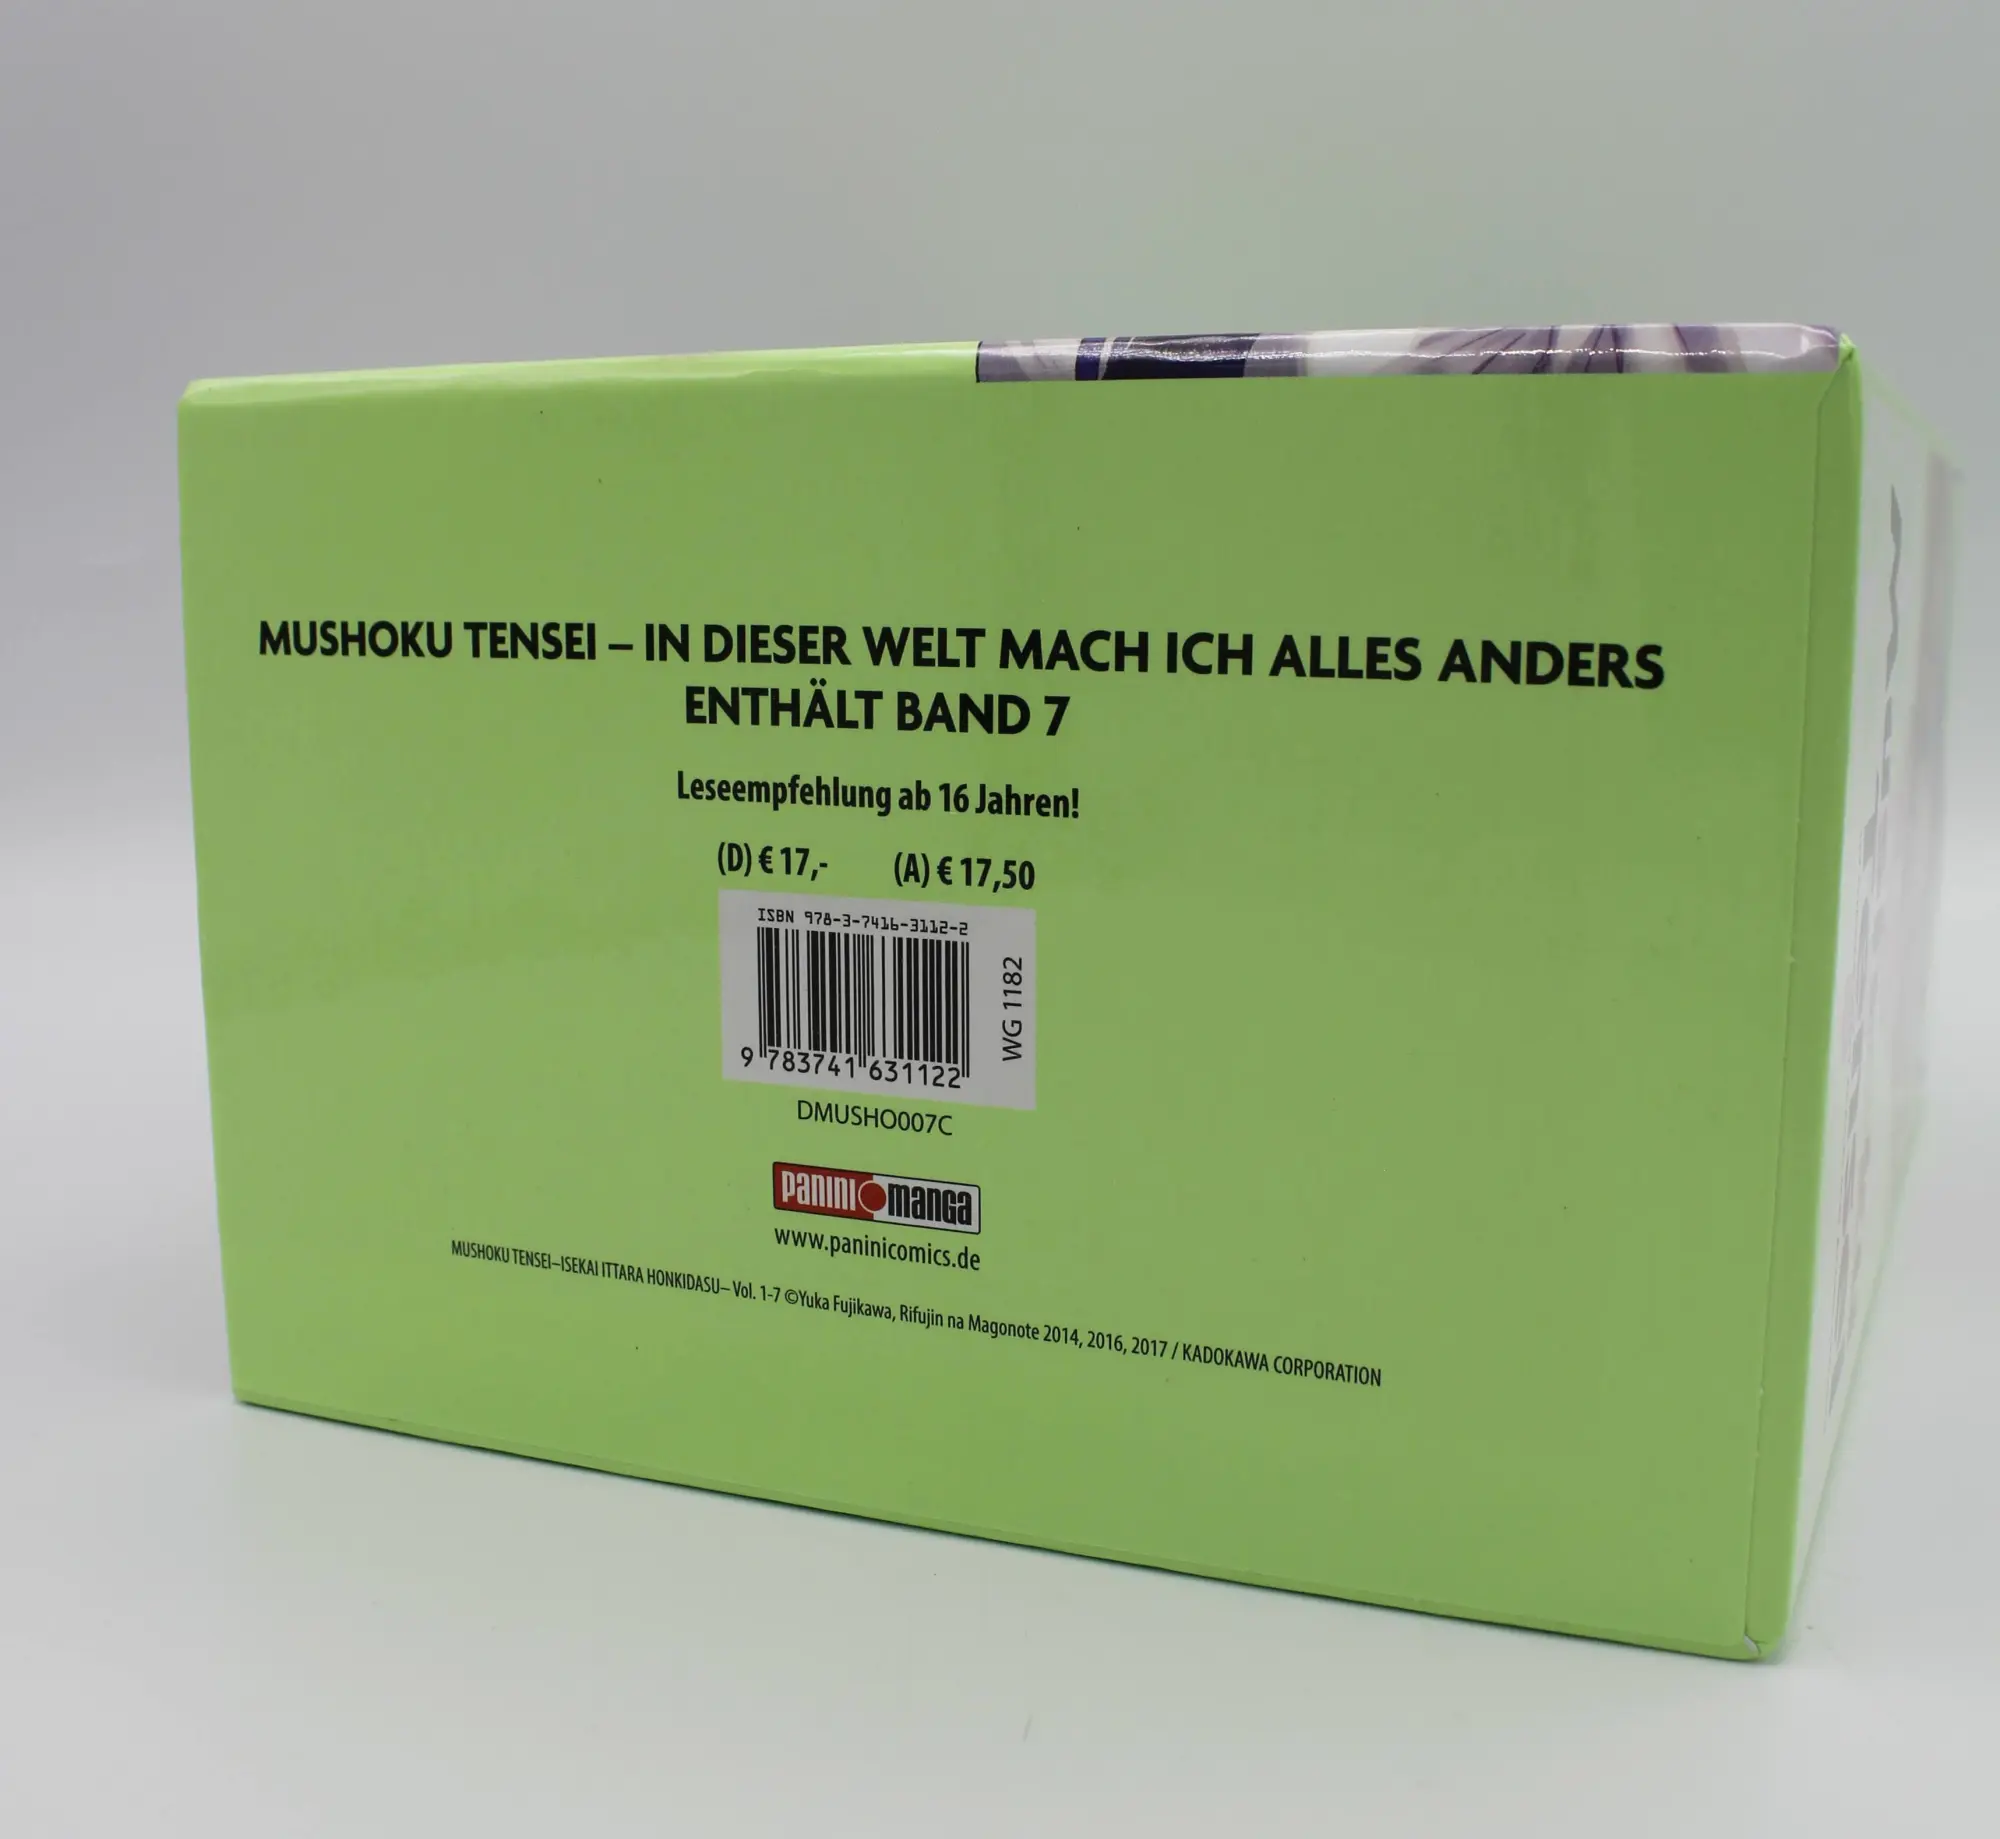 MUSHOKU TENSEI – IN DIESER WELT MACH ICH ALLES ANDERS
ENTHÄLT BAND 7
Leseempfehlung ab 16 Jahren!
(D) € 17,- (A) € 17,50
ISBN 978-3-7416-3112-2
9 783741 631122
WG 1182
DMUSHO007C
panini manga
www.paninicomics.de
MUSHOKU TENSEI–ISEKAI ITTARA HONKIDASU– Vol. 1-7 ©Yuka Fujikawa, Rifujin na Magonote 2014, 2016, 2017 / KADOKAWA CORPORATION